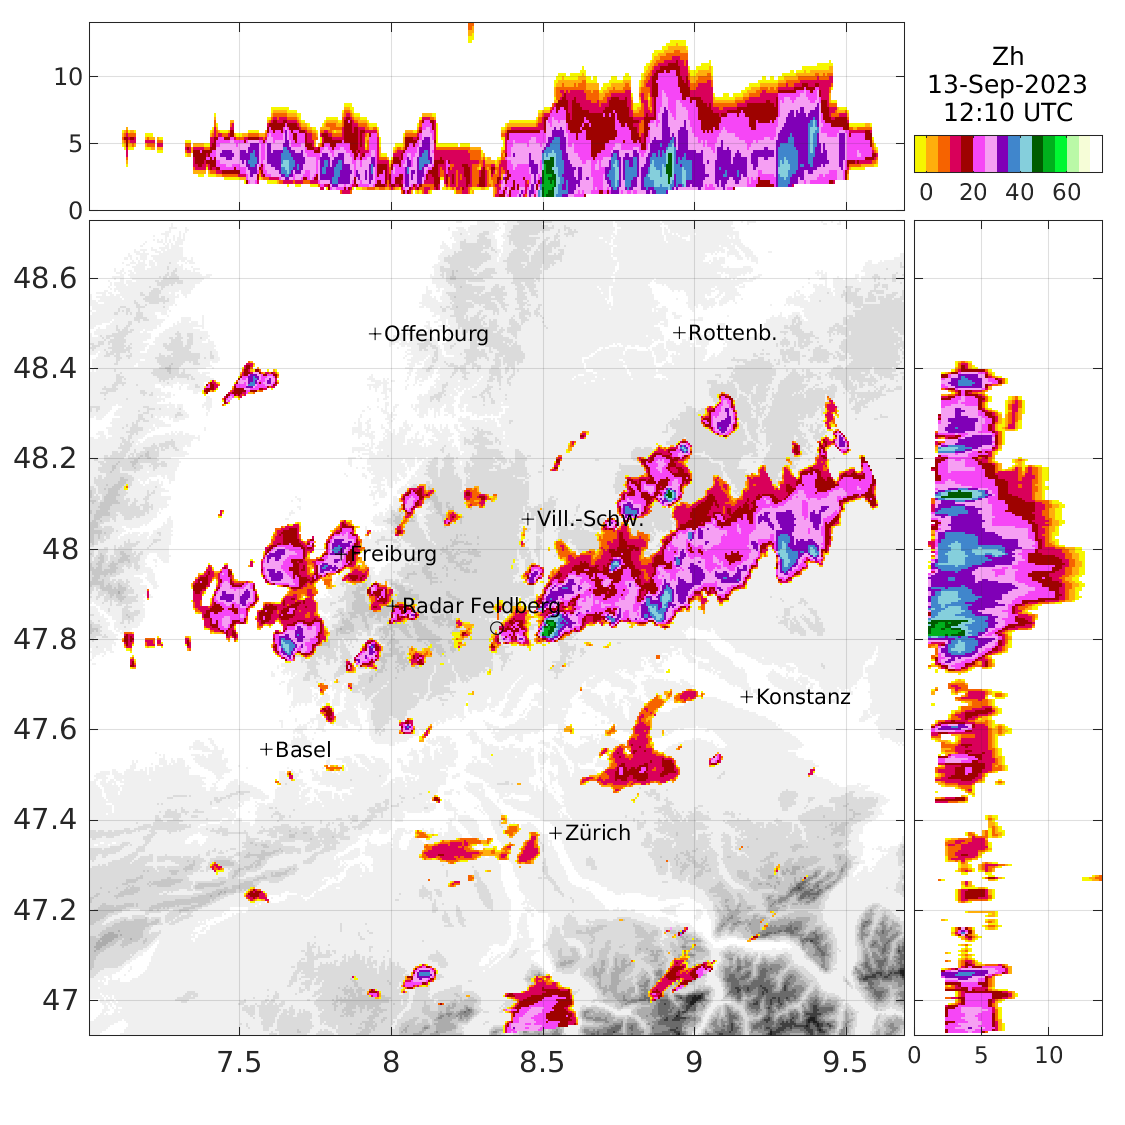 10
5
0
Zh
13-Sep-2023
12:10 UTC
0 20 40 60
48.6
48.4
48.2
48
47.8
47.6
47.4
47.2
47
Offenburg
Rottenb.
Vill.-Schw.
Freiburg
Radar Feldberg
Konstanz
Basel
Zürich
7.5 8 8.5 9 9.5
0 5 10